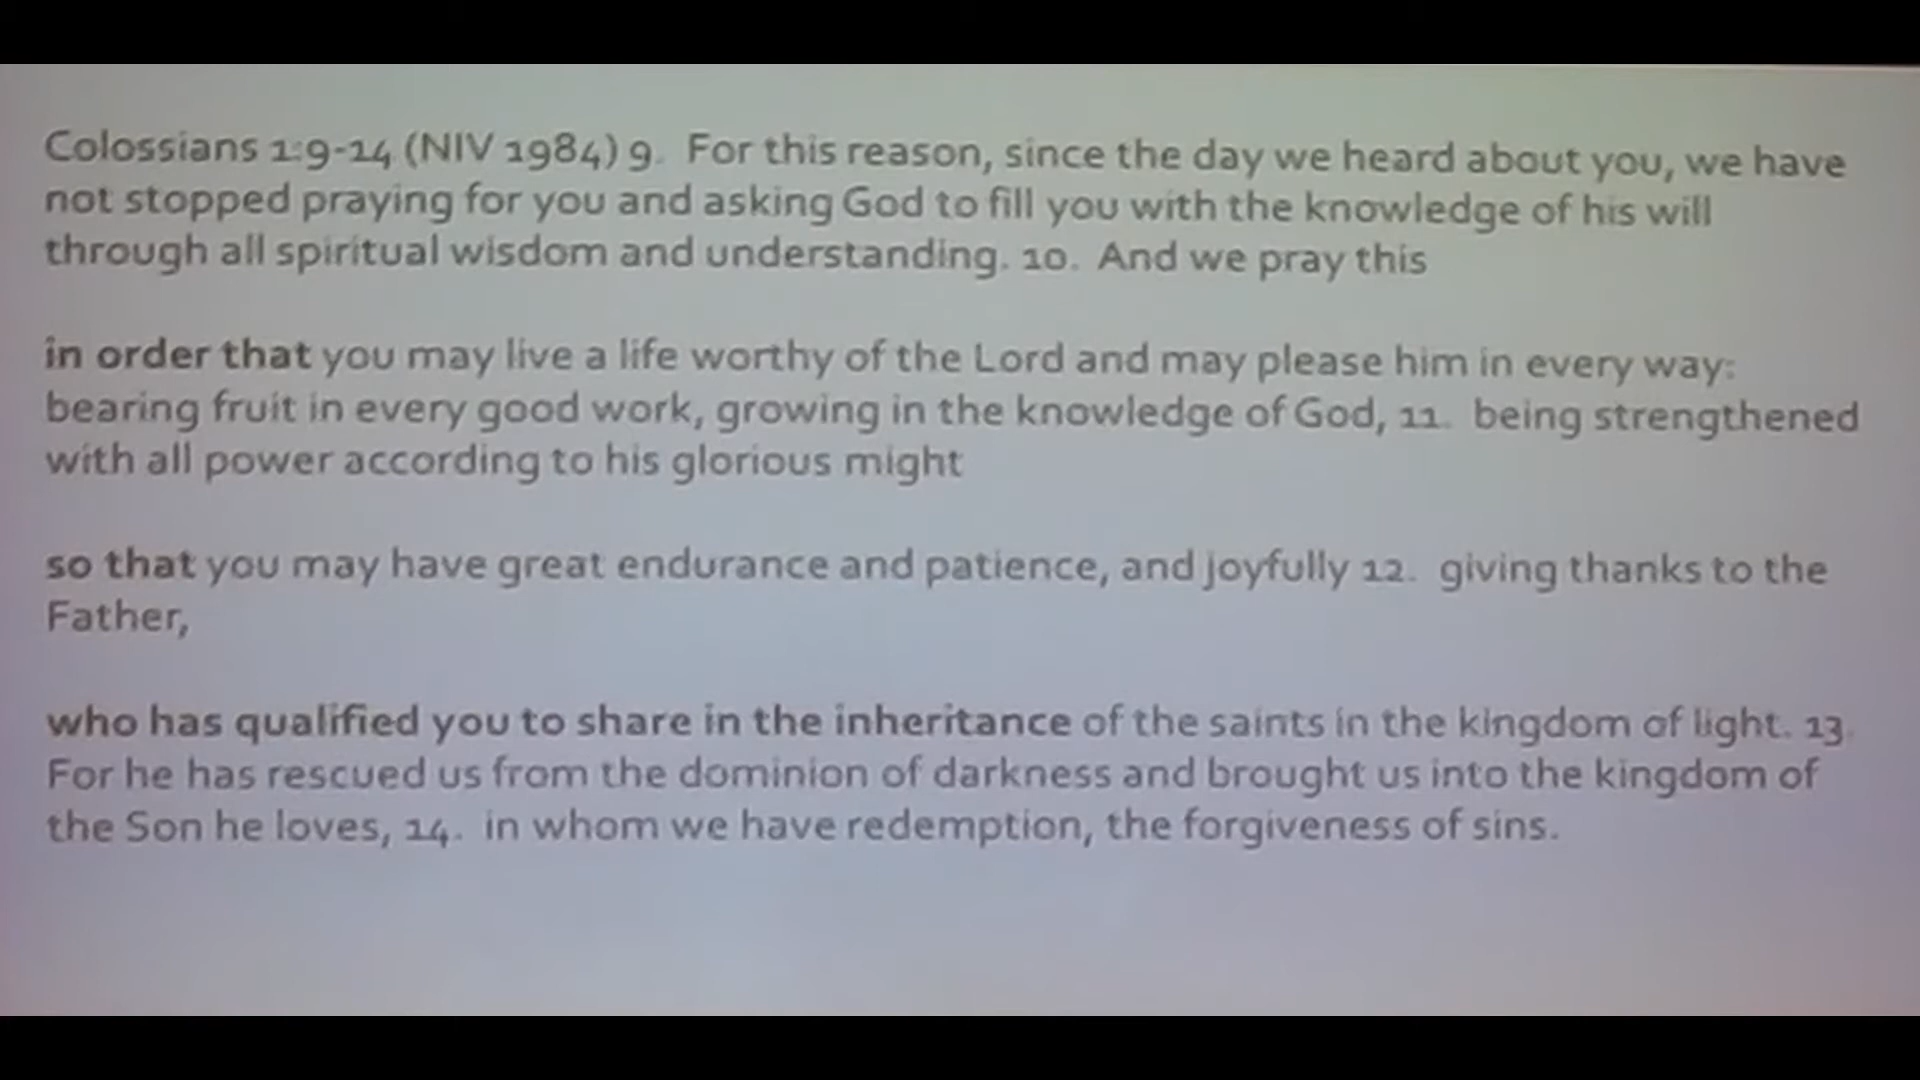 Colossians 1:9-14 (NIV 1984) 9. For this reason, since the day we heard about you, we have
not stopped praying for you and asking God to fill you with the knowledge of his will
through all spiritual wisdom and understanding. 10. And we pray this
in order that you may live a life worthy of the Lord and may please him in every way:
bearing fruit in every good work, growing in the knowledge of God, 11. being strengthened
with all power according to his glorious might
so that you may have great endurance and patience, and joyfully 12. giving thanks to the
Father,
who has qualified you to share in the inheritance of the saints in the kingdom of light. 13.
For he has rescued us from the dominion of darkness and brought us into the kingdom of
the Son he loves, 14. in whom we have redemption, the forgiveness of sins.